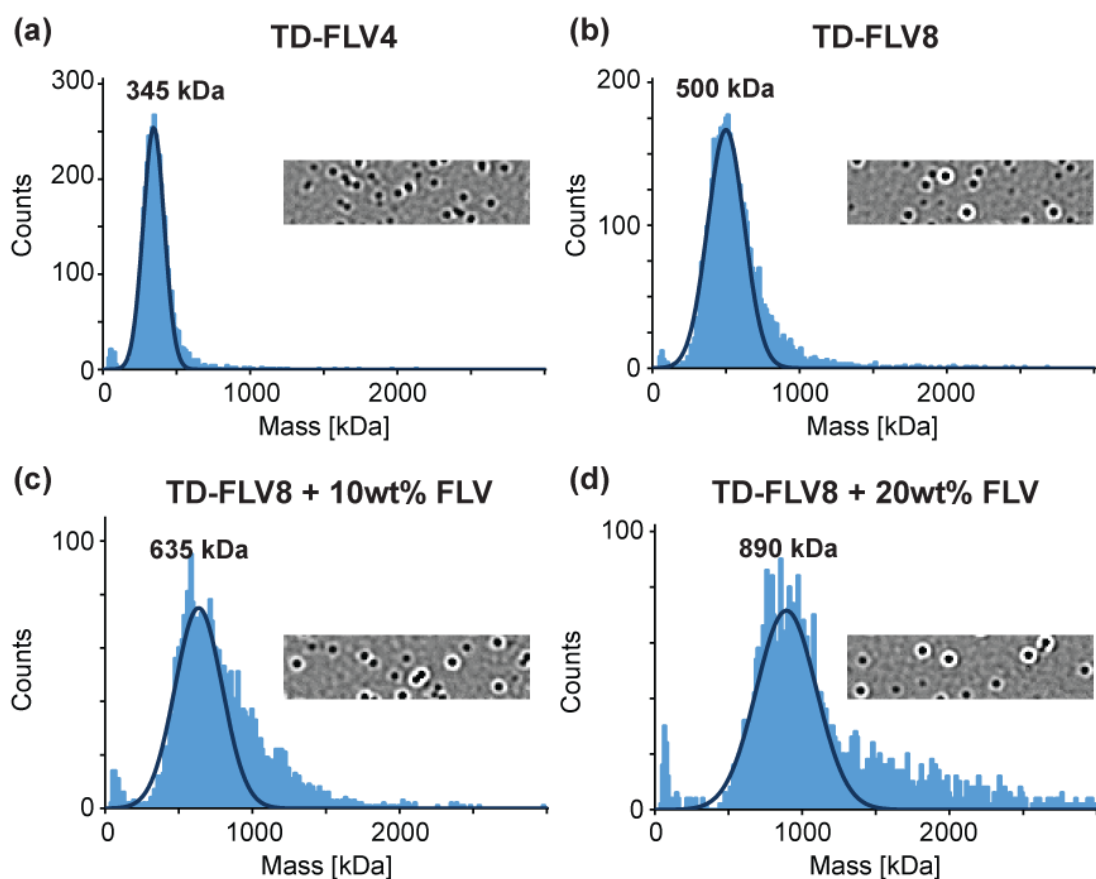 (a) TD-FLV4
345 kDa
300
200
100
0
Counts
0 1000 2000
Mass [kDa]
(b) TD-FLV8
500 kDa
200
100
0
Counts
0 1000 2000
Mass [kDa]
(c) TD-FLV8 + 10wt% FLV
635 kDa
100
0
Counts
0 1000 2000
Mass [kDa]
(d) TD-FLV8 + 20wt% FLV
890 kDa
100
0
Counts
0 1000 2000
Mass [kDa]